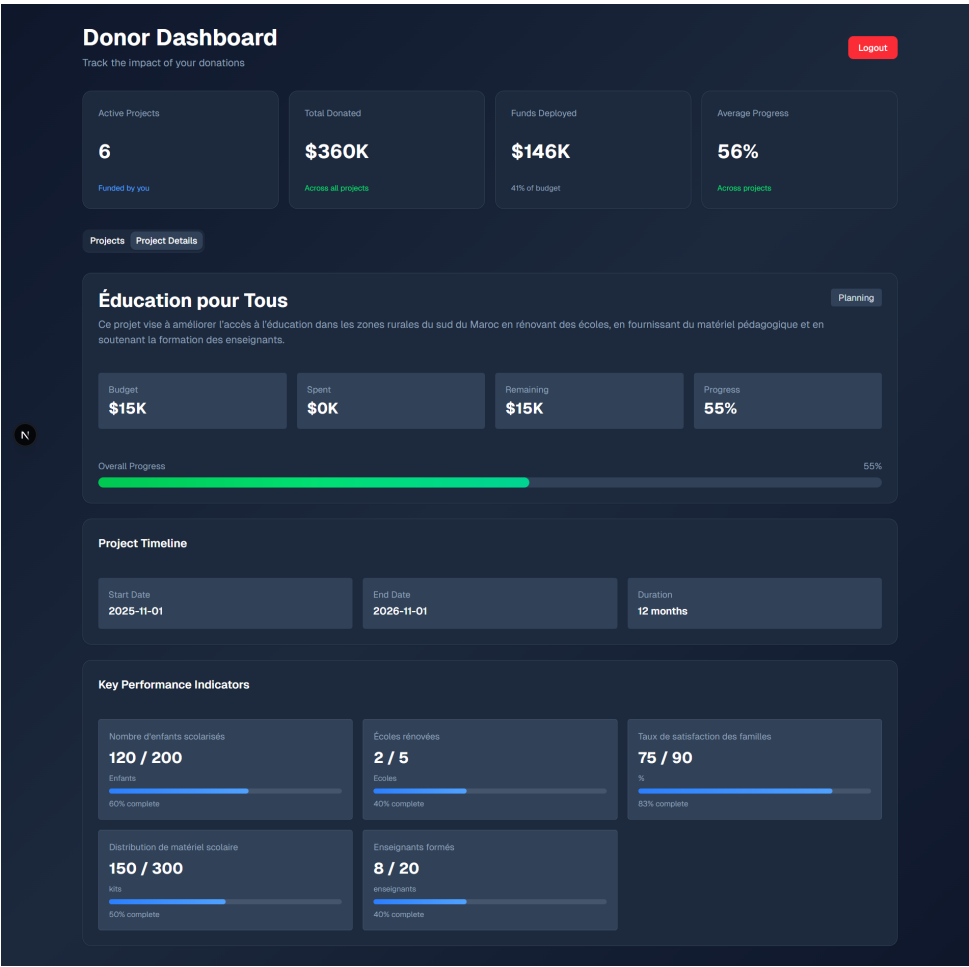 Donor Dashboard
Track the impact of your donations
Logout
Active Projects
6
Funded by you
Total Donated
$360K
Across all projects
Funds Deployed
$146K
41% of budget
Average Progress
56%
Across projects
Projects
Project Details
Éducation pour Tous
Planning
Ce projet vise à améliorer l'accès à l'éducation dans les zones rurales du sud du Maroc en rénovant des écoles, en fournissant du matériel pédagogique et en
soutenant la formation des enseignants.
Budget
$15K
Spent
$0K
Remaining
$15K
Progress
55%
Overall Progress
55%
N
Project Timeline
Start Date
2025-11-01
End Date
2026-11-01
Duration
12 months
Key Performance Indicators
Nombre d'enfants scolarisés
120 / 200
Enfants
60% complete
Écoles rénovées
2 / 5
Ecoles
40% complete
Taux de satisfaction des familles
75 / 90
%
83% complete
Distribution de matériel scolaire
150 / 300
kits
50% complete
Enseignants formés
8 / 20
enseignants
40% complete